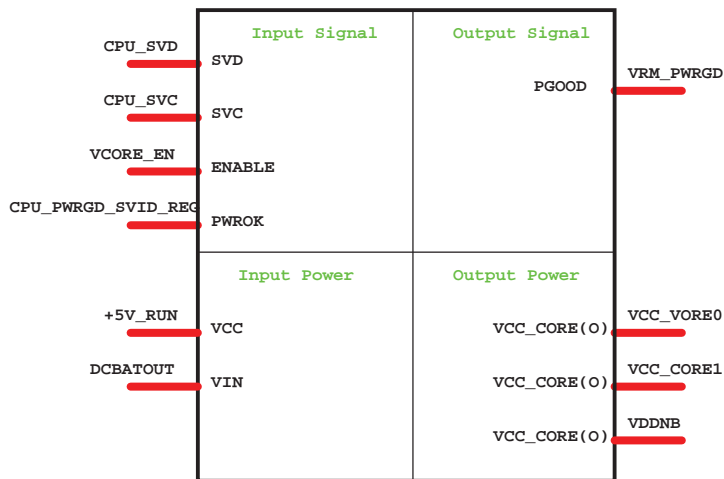 Input Signal
Output Signal
CPU_SVD
SVD
VRM_PWRGD
PGOOD
CPU_SVC
SVC
VCORE_EN
ENABLE
CPU_PWRGD_SVID_REG
PWROK
Input Power
Output Power
+5V_RUN
VCC
VCC_CORE(O)
VCC_VORE0
DCBATOUT
VIN
VCC_CORE(O)
VCC_CORE1
VCC_CORE(O)
VDDNB